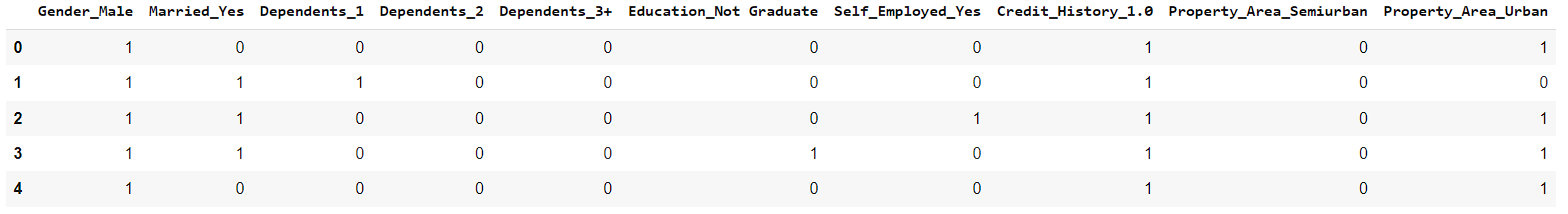 Gender_Male Married_Yes Dependents_1 Dependents_2 Dependents_3+ Education_Not Graduate Self_Employed_Yes Credit_History_1.0 Property_Area_Semiurban Property_Area_Urban
0 1 0 0 0 0 0 0 1 0 1
1 1 1 1 0 0 0 0 1 0 0
2 1 1 0 0 0 0 1 1 0 1
3 1 1 0 0 0 1 0 1 0 1
4 1 0 0 0 0 0 0 1 0 1